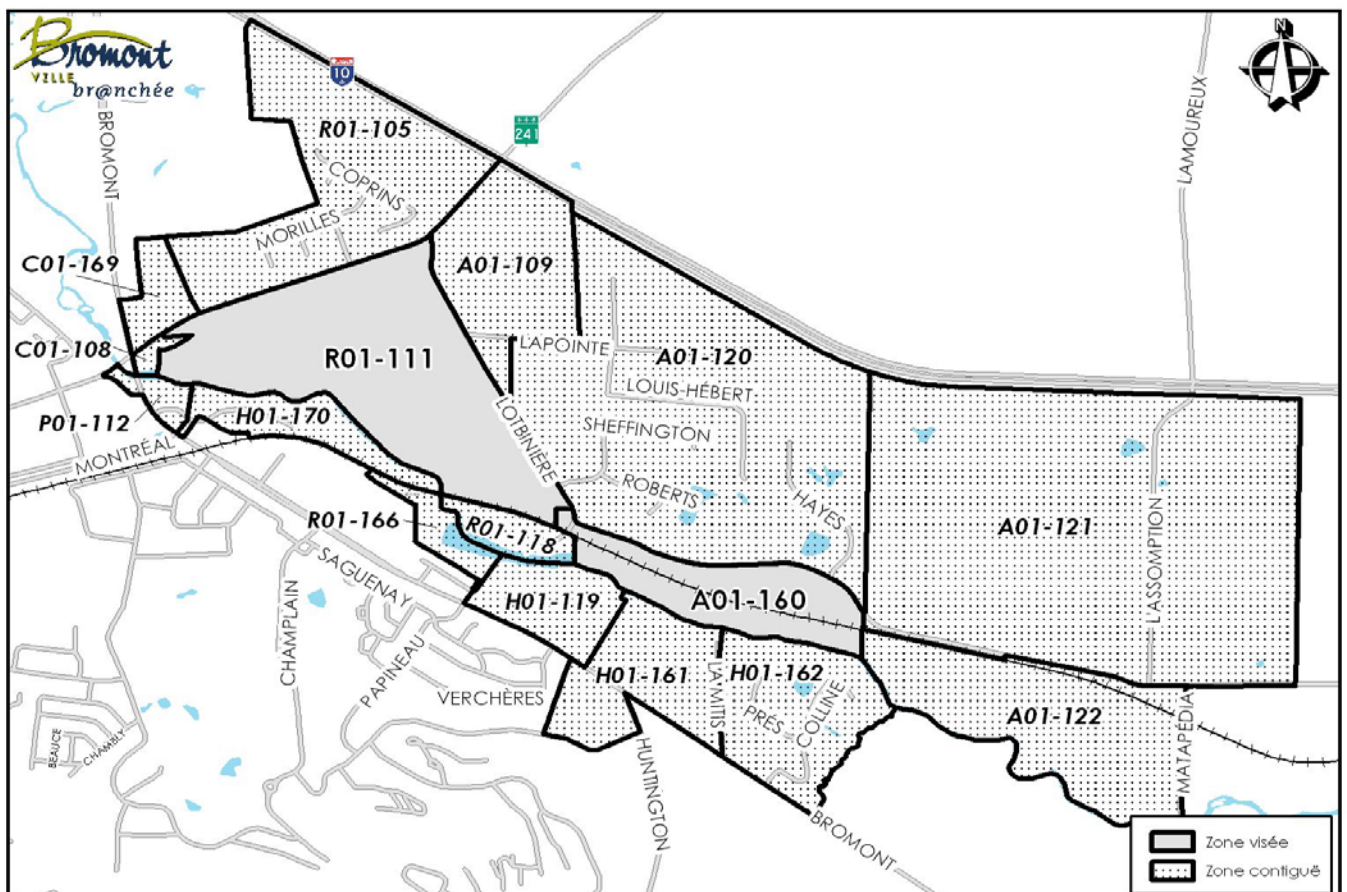 Bromont
VILLE
br@nchée
N
10
241
BROMONT
LAMOUREUX
R01-105
COPRINS
MORILLES
C01-169
A01-109
C01-108
R01-111
LAPOINTE
A01-120
LOUIS-HÉBERT
P01-112
H01-170
LOTBINIÈRE
SHEFFINGTON
MONTRÉAL
ROBERTS
HAYES
R01-166
R01-118
A01-121
L'ASSOMPTION
SAGUENAY
H01-119
A01-160
CHAMPLAIN
PAPINEAU
H01-161
L'AMITIS
H01-162
VERCHÈRES
PRÉS
COLLINE
A01-122
MATAPÉDIA
BEAUCE
CHAMBLY
HUNTINGTON
BROMONT
Zone visée
Zone contiguë